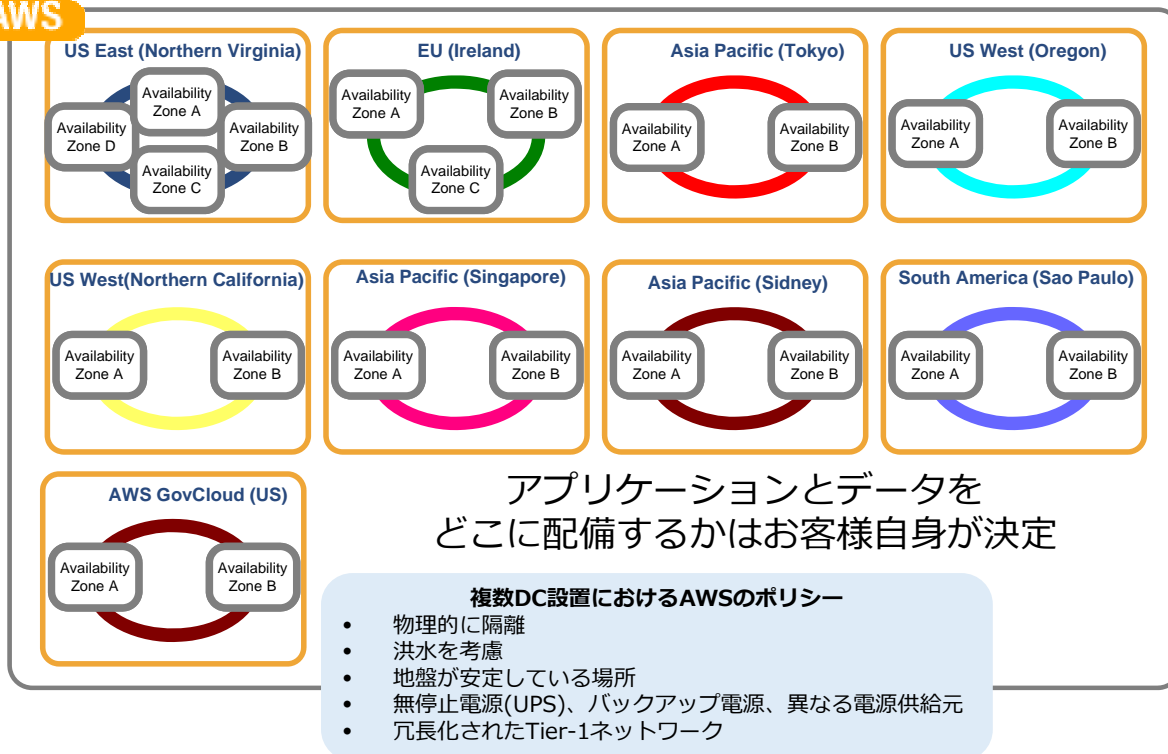 AWS
US East (Northern Virginia)
Availability
Zone A
Availability
Zone D
Availability
Zone B
Availability
Zone C
EU (Ireland)
Availability
Zone A
Availability
Zone B
Availability
Zone C
Asia Pacific (Tokyo)
Availability
Zone A
Availability
Zone B
US West (Oregon)
Availability
Zone A
Availability
Zone B
US West(Northern California)
Availability
Zone A
Availability
Zone B
Asia Pacific (Singapore)
Availability
Zone A
Availability
Zone B
Asia Pacific (Sidney)
Availability
Zone A
Availability
Zone B
South America (Sao Paulo)
Availability
Zone A
Availability
Zone B
AWS GovCloud (US)
Availability
Zone A
Availability
Zone B
アプリケーションとデータを
どこに配備するかはお客様自身が決定
複数DC設置におけるAWSのポリシー
• 物理的に隔離
• 洪水を考慮
• 地盤が安定している場所
• 無停止電源(UPS)、バックアップ電源、異なる電源供給元
• 冗長化されたTier-1ネットワーク